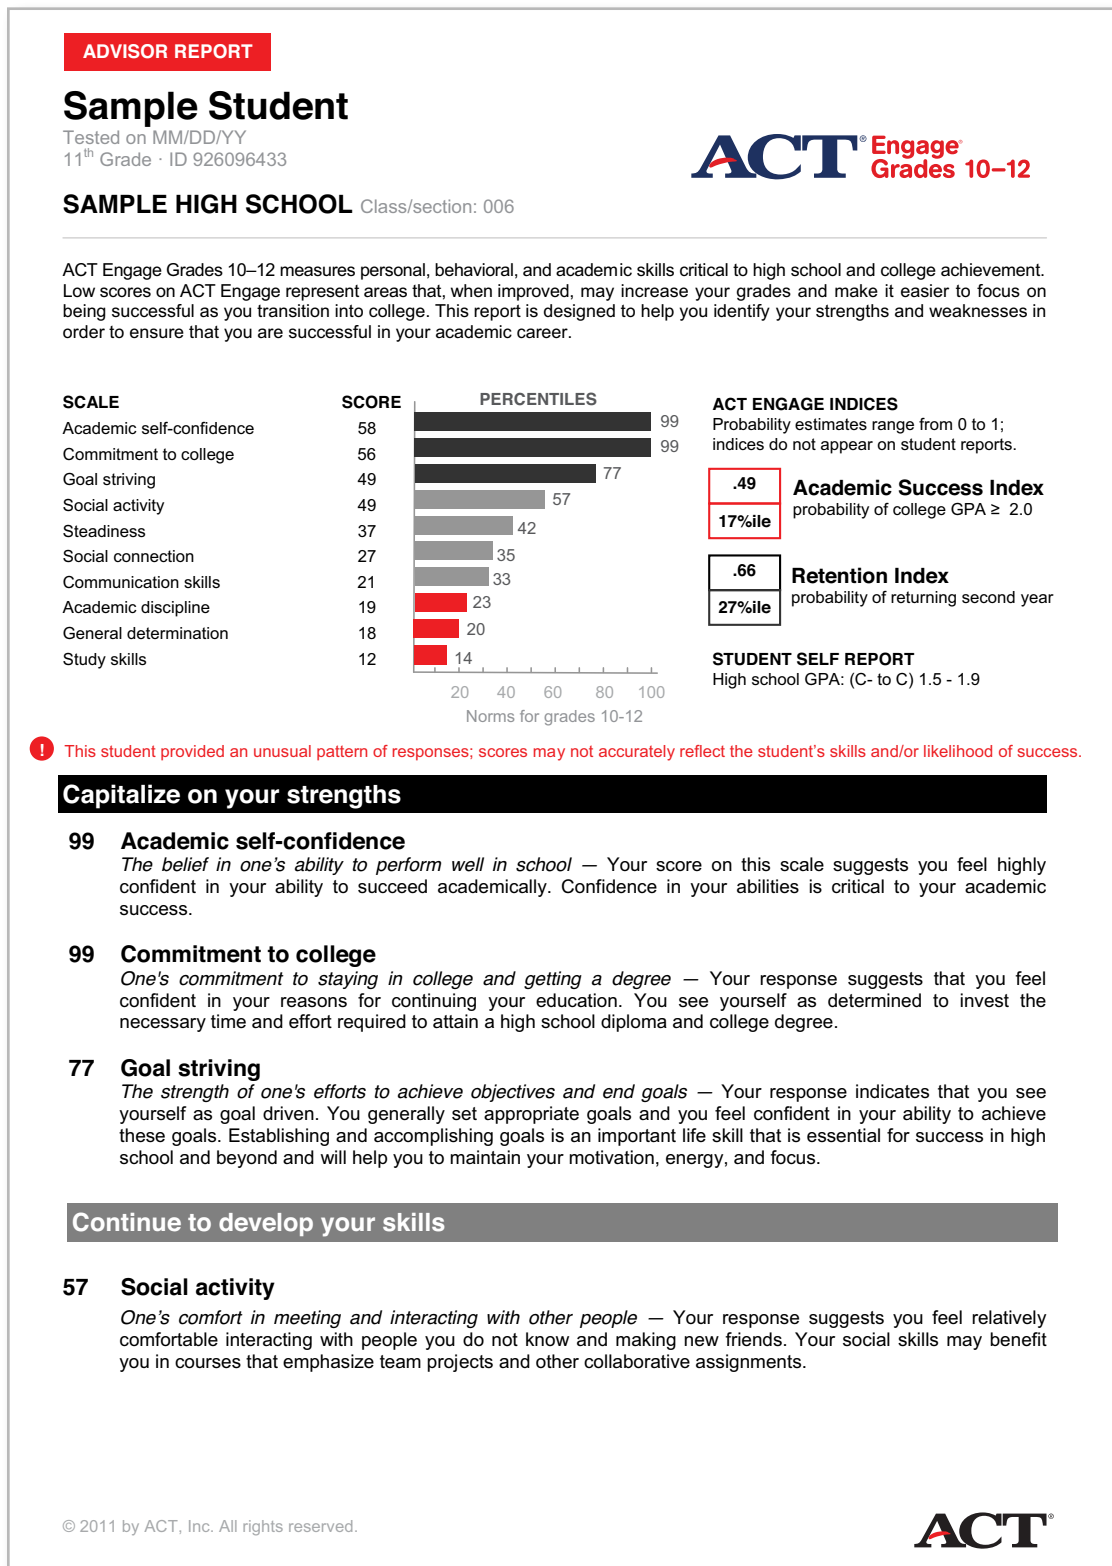 ADVISOR REPORT
Sample Student
Tested on MM/DD/YY
11th Grade · ID 926096433
ACT® Engage®
Grades 10–12
SAMPLE HIGH SCHOOL Class/section: 006
ACT Engage Grades 10–12 measures personal, behavioral, and academic skills critical to high school and college achievement.
Low scores on ACT Engage represent areas that, when improved, may increase your grades and make it easier to focus on
being successful as you transition into college. This report is designed to help you identify your strengths and weaknesses in
order to ensure that you are successful in your academic career.
SCALE SCORE PERCENTILES
Academic self-confidence 58 99
Commitment to college 56 99
Goal striving 49 77
Social activity 49 57
Steadiness 37 42
Social connection 27 35
Communication skills 21 33
Academic discipline 19 23
General determination 18 20
Study skills 12 14
20 40 60 80 100
Norms for grades 10-12
ACT ENGAGE INDICES
Probability estimates range from 0 to 1;
indices do not appear on student reports.
.49
17%ile
Academic Success Index
probability of college GPA ≥ 2.0
.66
27%ile
Retention Index
probability of returning second year
STUDENT SELF REPORT
High school GPA: (C- to C) 1.5 - 1.9
! This student provided an unusual pattern of responses; scores may not accurately reflect the student's skills and/or likelihood of success.
Capitalize on your strengths
99 Academic self-confidence
The belief in one's ability to perform well in school — Your score on this scale suggests you feel highly
confident in your ability to succeed academically. Confidence in your abilities is critical to your academic
success.
99 Commitment to college
One's commitment to staying in college and getting a degree — Your response suggests that you feel
confident in your reasons for continuing your education. You see yourself as determined to invest the
necessary time and effort required to attain a high school diploma and college degree.
77 Goal striving
The strength of one's efforts to achieve objectives and end goals — Your response indicates that you see
yourself as goal driven. You generally set appropriate goals and you feel confident in your ability to achieve
these goals. Establishing and accomplishing goals is an important life skill that is essential for success in high
school and beyond and will help you to maintain your motivation, energy, and focus.
Continue to develop your skills
57 Social activity
One's comfort in meeting and interacting with other people — Your response suggests you feel relatively
comfortable interacting with people you do not know and making new friends. Your social skills may benefit
you in courses that emphasize team projects and other collaborative assignments.
© 2011 by ACT, Inc. All rights reserved.
ACT®